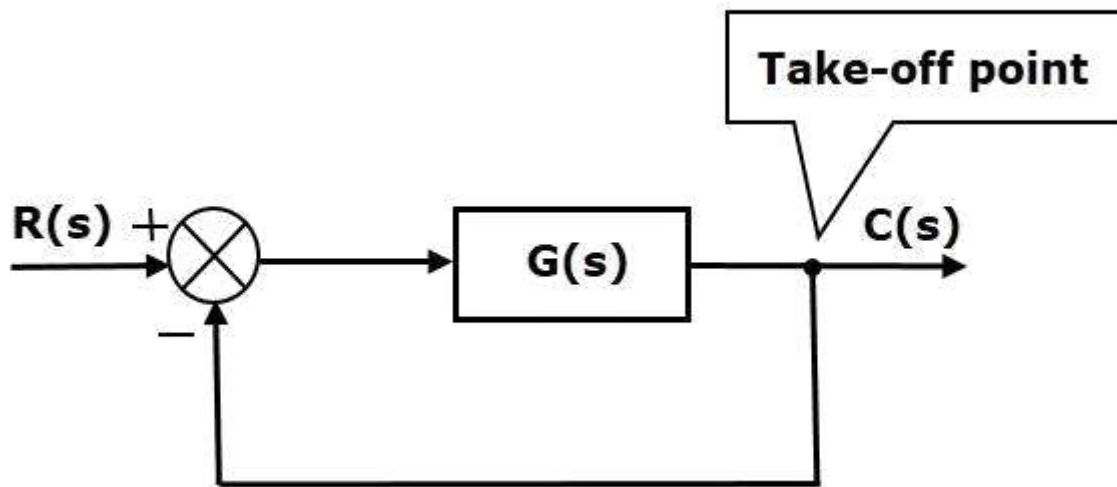 Take-off point
R(s) +
G(s)
C(s)
−